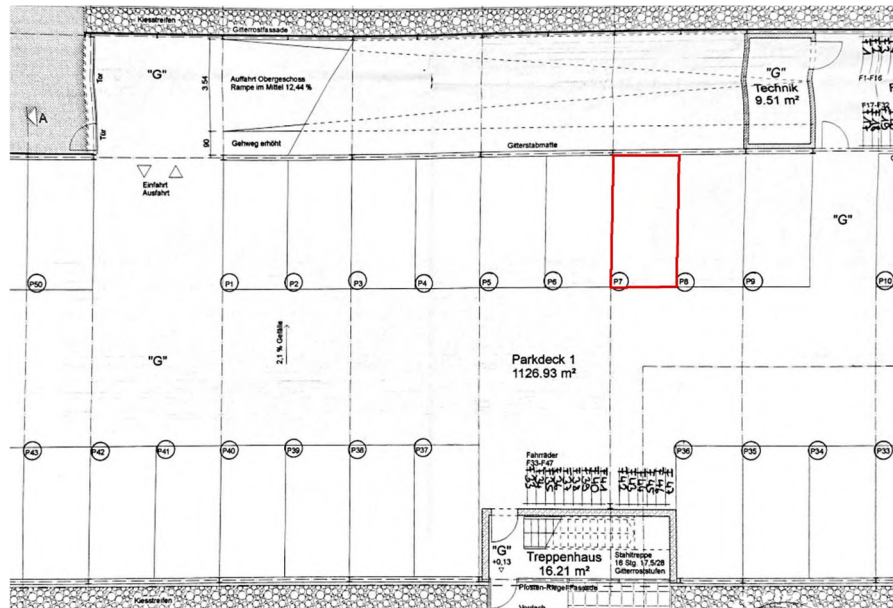 Kiesstreifen
Gitterrostfassade
Tor
"G"
3 54
Auffahrt Obergeschoss
Rampe im Mittel 12,44 %
"G"
Technik
9.51 m²
F1-F16
A
Tür
90
Gehweg erhöht
Gitterstabmatte
Einfahrt
Ausfahrt
"G"
P50
P1
P2
P3
P4
P5
P6
P7
P8
P9
P10
2,1 % Gefälle
"G"
Parkdeck 1
1126.93 m²
P43
P42
P41
P40
P39
P38
P37
P36
P35
P34
P33
Fahrräder
F33-F47
"G"
+0,13
Treppenhaus
16.21 m²
Stahltreppe
16 Stg. 17,5/28
Gitterroststufen
Kiesstreifen
Pfosten-Riegel-Fassade